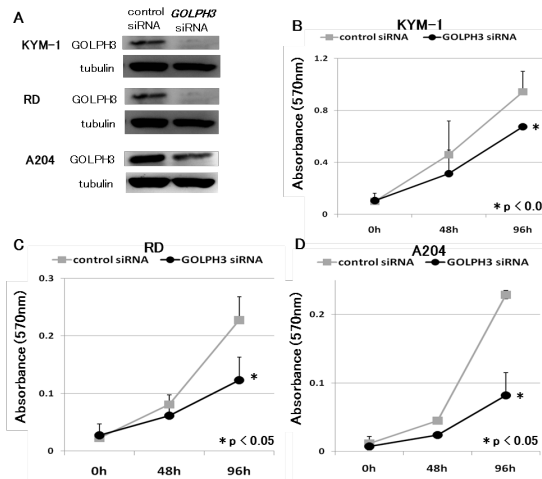 A
control siRNA
GOLPH3 siRNA
KYM-1 GOLPH3
tubulin
RD GOLPH3
tubulin
A204 GOLPH3
tubulin
B KYM-1
control siRNA GOLPH3 siRNA
Absorbance (570nm)
1.2
0.8
0.4
0
*
* p < 0.0
0h 48h 96h
C RD
control siRNA GOLPH3 siRNA
Absorbance (570nm)
0.3
0.2
0.1
0
*
* p < 0.05
0h 48h 96h
D A204
control siRNA GOLPH3 siRNA
Absorbance (570nm)
0.2
0.1
0
*
* p < 0.05
0h 48h 96h